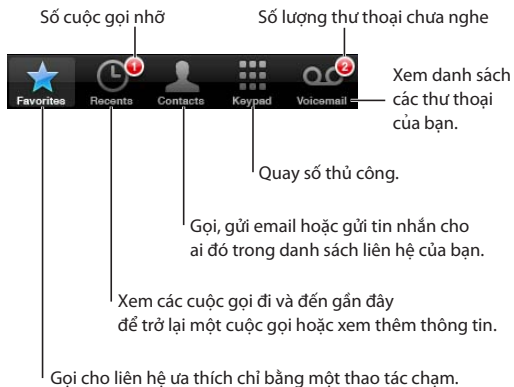 Số cuộc gọi nhỡ
Số lượng thư thoại chưa nghe
1
2
Favorites
Recents
Contacts
Keypad
Voicemail
Xem danh sách
các thư thoại
của bạn.
Quay số thủ công.
Gọi, gửi email hoặc gửi tin nhắn cho
ai đó trong danh sách liên hệ của bạn.
Xem các cuộc gọi đi và đến gần đây
để trở lại một cuộc gọi hoặc xem thêm thông tin.
Gọi cho liên hệ ưa thích chỉ bằng một thao tác chạm.